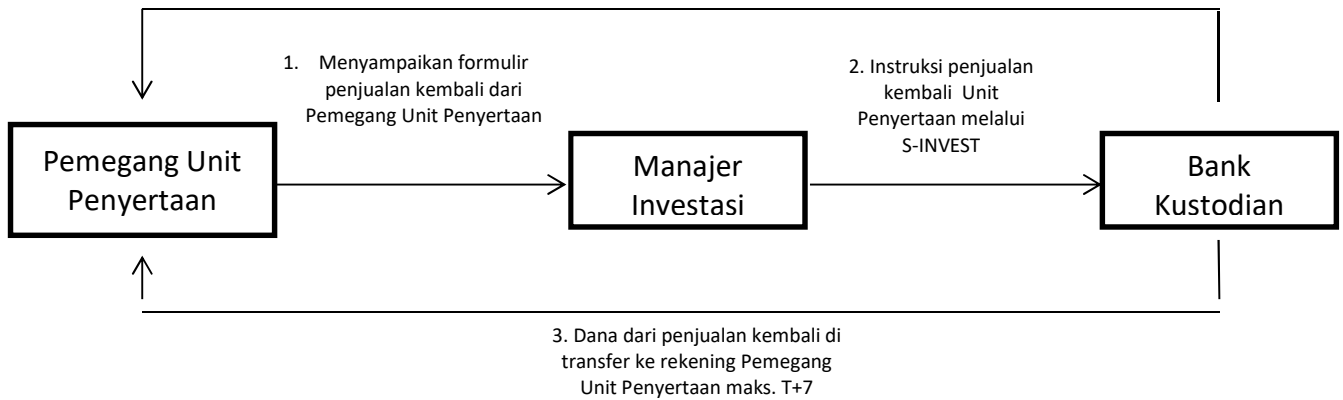 1. Menyampaikan formulir
penjualan kembali dari
Pemegang Unit Penyertaan
2. Instruksi penjualan
kembali Unit
Penyertaan melalui
S-INVEST
Pemegang Unit
Penyertaan
Manajer
Investasi
Bank
Kustodian
3. Dana dari penjualan kembali di
transfer ke rekening Pemegang
Unit Penyertaan maks. T+7